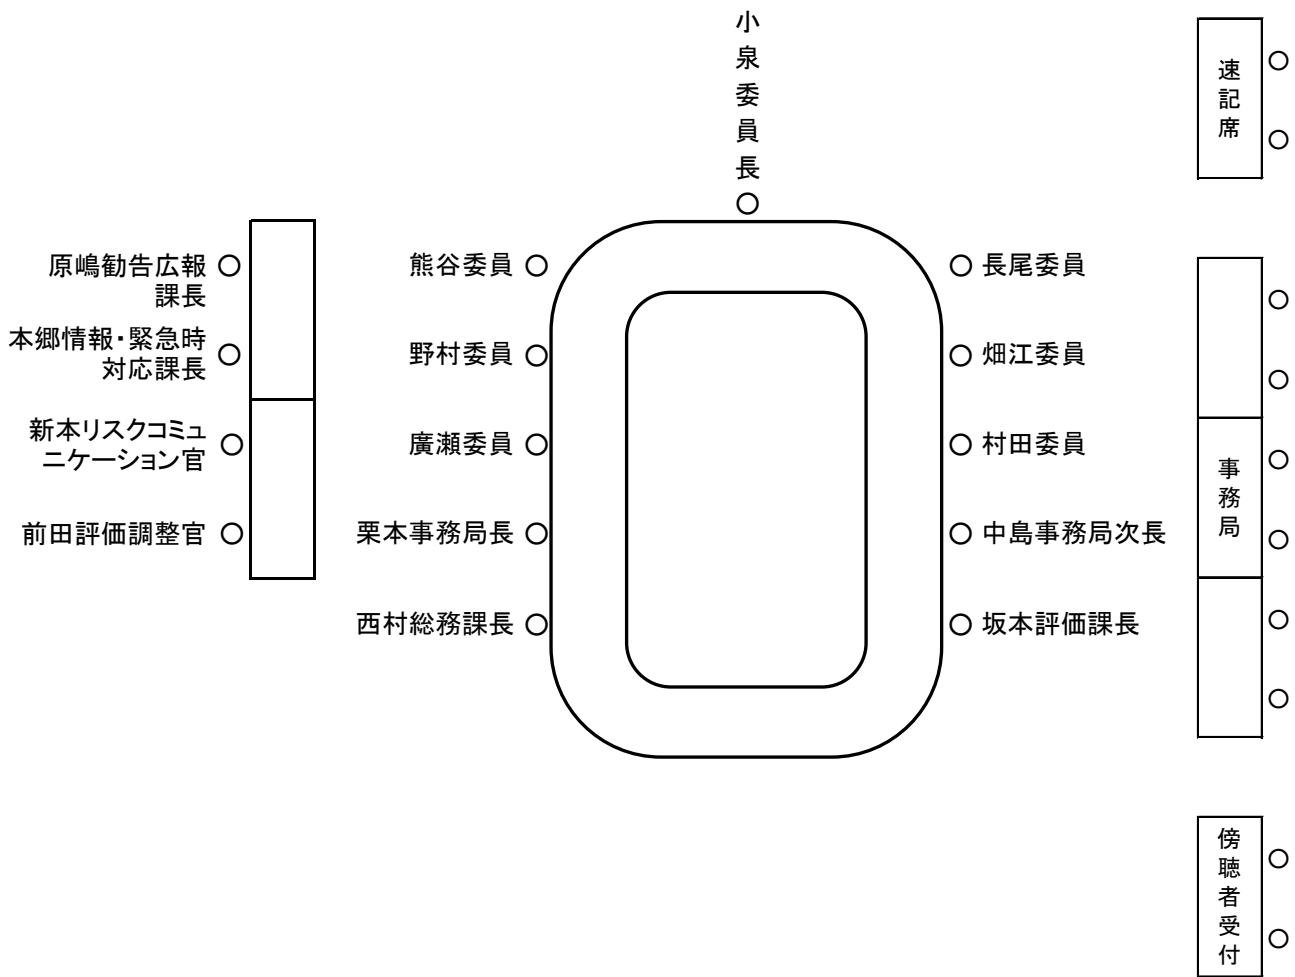 小泉委員長
速記席
原嶋勧告広報
課長
本郷情報・緊急時
対応課長
新本リスクコミュ
ニケーション官
前田評価調整官
熊谷委員
野村委員
廣瀬委員
栗本事務局長
西村総務課長
長尾委員
畑江委員
村田委員
中島事務局次長
坂本評価課長
事務局
傍聴者受付